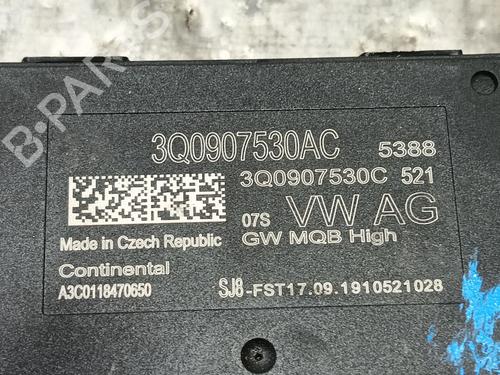 3Q0907530AC 5388
3Q0907530C 521
07S VW AG
GW MQB High
Made in Czech Republic
Continental
A3C0118470650 SJ8-FST17.09.1910521028
B-PARTS